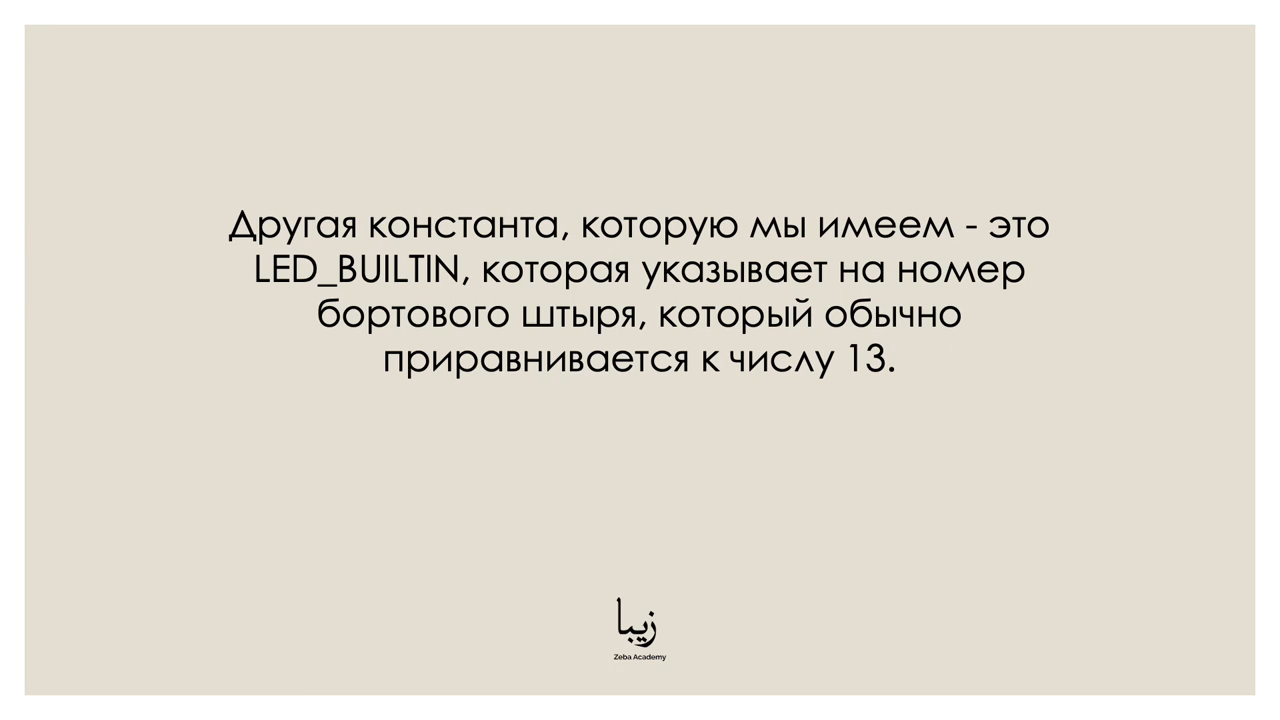 Другая константа, которую мы имеем - это
LED_BUILTIN, которая указывает на номер
бортового штыря, который обычно
приравнивается к числу 13.
زیبا
Zeba Academy